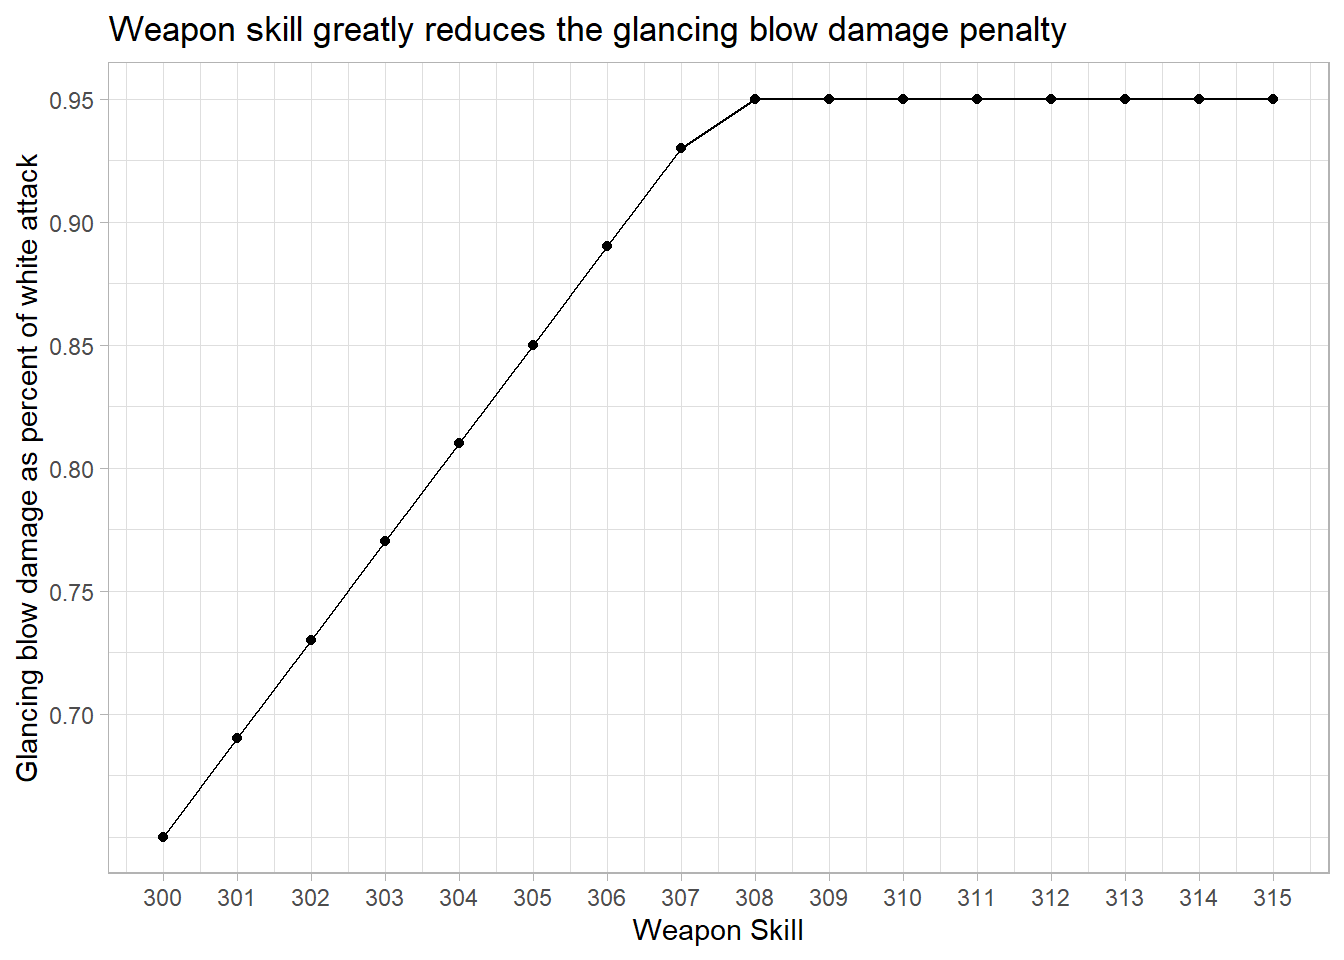 Weapon skill greatly reduces the glancing blow damage penalty
Glancing blow damage as percent of white attack
0.95
0.90
0.85
0.80
0.75
0.70
300 301 302 303 304 305 306 307 308 309 310 311 312 313 314 315
Weapon Skill